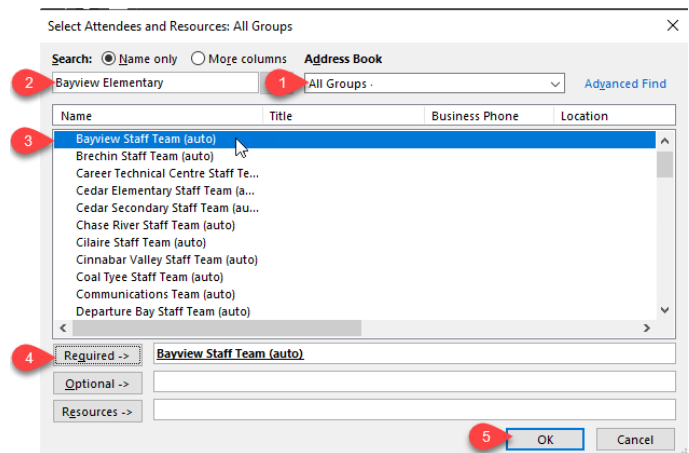 Select Attendees and Resources: All Groups
Search: Name only More columns Address Book
2 Bayview Elementary 1 All Groups - Advanced Find
Name Title Business Phone Location
3 Bayview Staff Team (auto)
Brechin Staff Team (auto)
Career Technical Centre Staff Te...
Cedar Elementary Staff Team (a...
Cedar Secondary Staff Team (au...
Chase River Staff Team (auto)
Cilaire Staff Team (auto)
Cinnabar Valley Staff Team (auto)
Coal Tyee Staff Team (auto)
Communications Team (auto)
Departure Bay Staff Team (auto)
4 Required -> Bayview Staff Team (auto)
Optional ->
Resources ->
5 OK Cancel